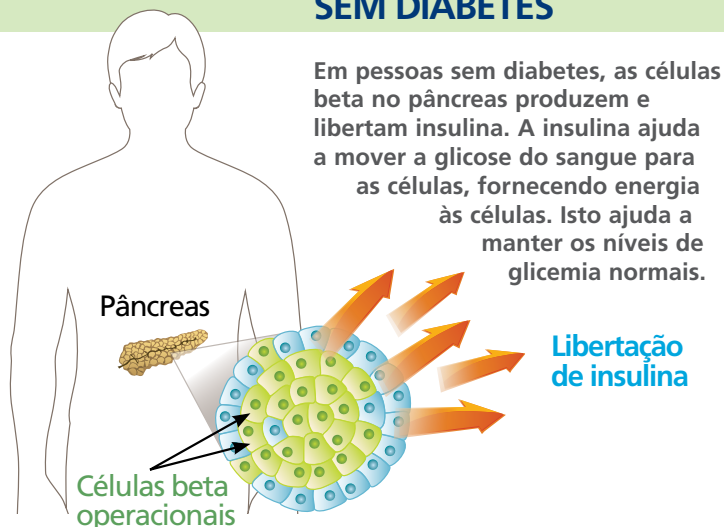 SEM DIABETES
Em pessoas sem diabetes, as células
beta no pâncreas produzem e
libertam insulina. A insulina ajuda
a mover a glicose do sangue para
as células, fornecendo energia
às células. Isto ajuda a
manter os níveis de
glicemia normais.
Pâncreas
Libertação
de insulina
Células beta
operacionais